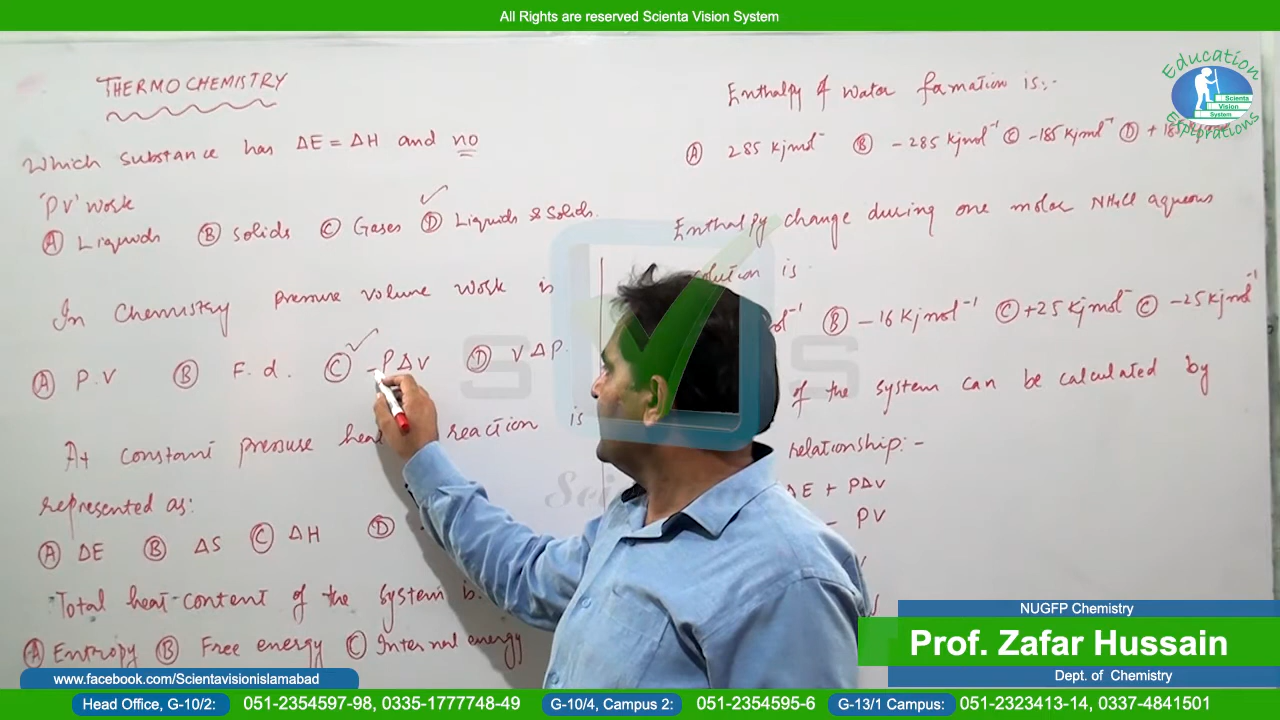 All Rights are reserved Scienta Vision System
THERMOCHEMISTRY
Which substance has ΔE = ΔH and no
'PV' work
Ⓐ Liquids Ⓑ Solids Ⓒ Gases Ⓓ Liquids & Solids.
In Chemistry pressure volume work is
Ⓐ P.V Ⓑ F.d. Ⓒ -PΔV Ⓓ VΔP.
At constant pressure heat reaction is
represented as:
Ⓐ ΔE Ⓑ ΔS Ⓒ ΔH Ⓓ
Total heat content of the system is.
Ⓐ Entropy Ⓑ Free energy Ⓒ Internal energy
Enthalpy of water formation is:-
Ⓐ 285 Kjmol⁻ Ⓑ -285 Kjmol⁻¹ Ⓒ -185 Kjmol⁻¹ Ⓓ +185
Enthalpy change during one molar NH4Cl aqueous
solution is
mol⁻¹ Ⓑ -16 Kjmol⁻¹ Ⓒ +25 Kjmol⁻ Ⓒ -25 Kjmol⁻¹
of the system can be calculated by
relationship:-
ΔE + PΔV
- PV
Education
Explorations
Scienta
Vision
System
NUGFP Chemistry
Prof. Zafar Hussain
Dept. of Chemistry
www.facebook.com/Scientavisionislamabad
Head Office, G-10/2: 051-2354597-98, 0335-1777748-49 G-10/4, Campus 2: 051-2354595-6 G-13/1 Campus: 051-2323413-14, 0337-4841501